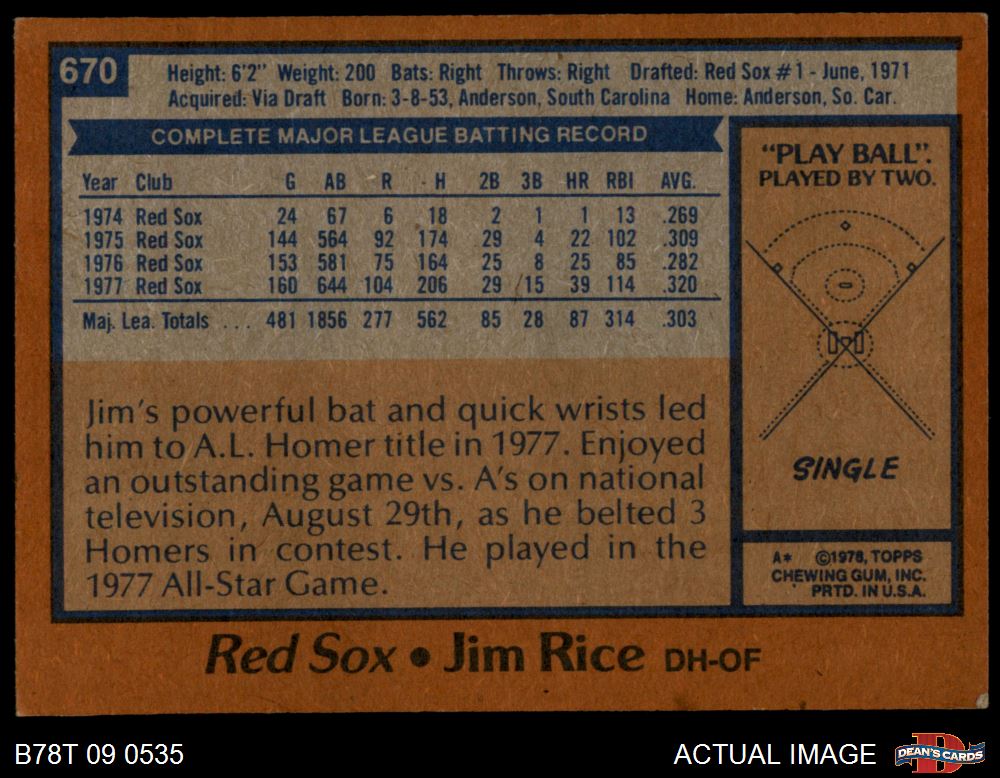 670
Height: 6'2" Weight: 200 Bats: Right Throws: Right Drafted: Red Sox #1 - June, 1971
Acquired: Via Draft Born: 3-8-53, Anderson, South Carolina Home: Anderson, So. Car.
COMPLETE MAJOR LEAGUE BATTING RECORD
Year Club G AB R H 2B 3B HR RBI AVG.
1974 Red Sox 24 67 6 18 2 1 1 13 .269
1975 Red Sox 144 564 92 174 29 4 22 102 .309
1976 Red Sox 153 581 75 164 25 8 25 85 .282
1977 Red Sox 160 644 104 206 29 15 39 114 .320
Maj. Lea. Totals ... 481 1856 277 562 85 28 87 314 .303
Jim's powerful bat and quick wrists led
him to A.L. Homer title in 1977. Enjoyed
an outstanding game vs. A's on national
television, August 29th, as he belted 3
Homers in contest. He played in the
1977 All-Star Game.
"PLAY BALL".
PLAYED BY TWO.
SINGLE
A* ©1978, TOPPS
CHEWING GUM, INC.
PRTD. IN U.S.A.
Red Sox • Jim Rice DH-OF
B78T 09 0535
ACTUAL IMAGE
DEAN'S CARDS